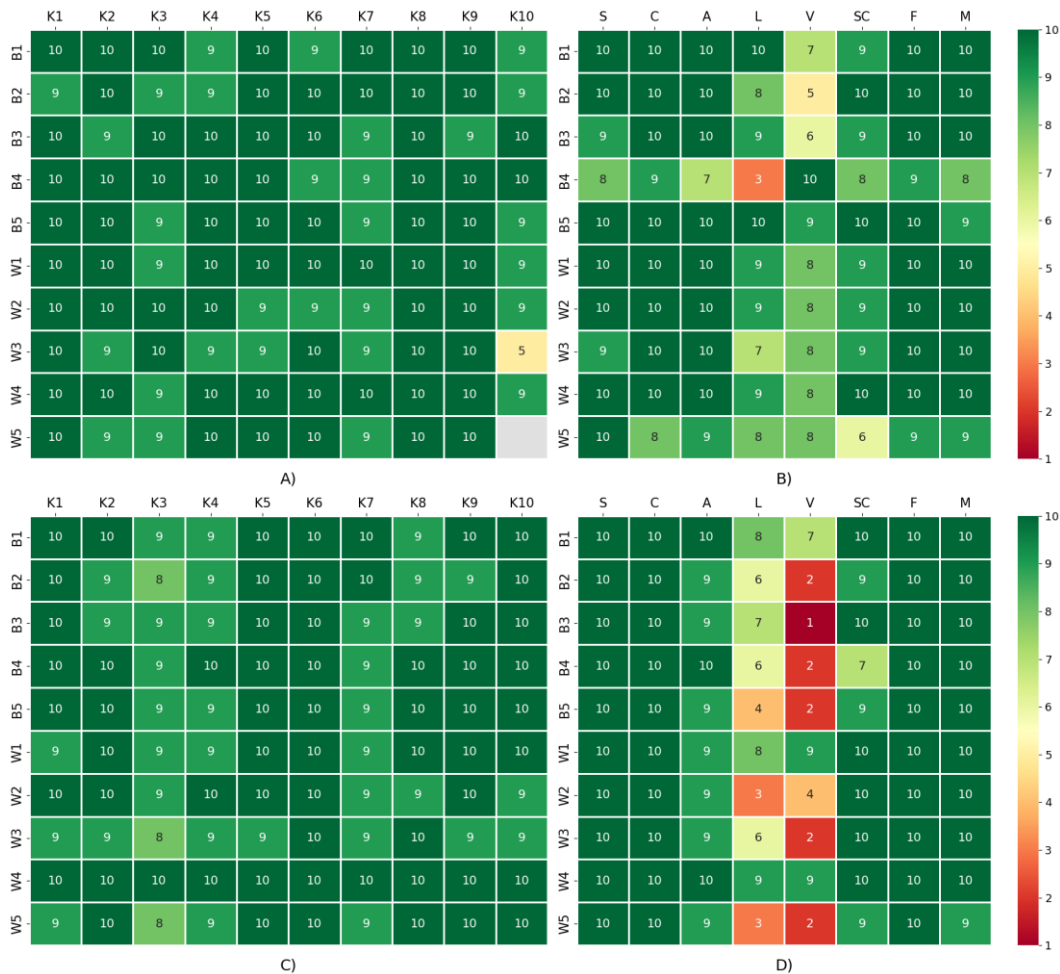 K1 K2 K3 K4 K5 K6 K7 K8 K9 K10
B1 10 10 10 9 10 9 10 10 10 9
B2 9 10 9 9 10 10 10 10 10 9
B3 10 9 10 10 10 10 9 10 9 10
B4 10 10 10 10 10 9 9 10 10 10
B5 10 10 9 10 10 10 9 10 10 9
W1 10 10 9 10 10 10 10 10 10 9
W2 10 10 10 10 9 9 9 10 10 9
W3 10 9 10 9 9 10 9 10 10 5
W4 10 10 9 10 10 10 10 10 10 9
W5 10 9 9 10 10 10 9 10 10
A)
S C A L V SC F M
B1 10 10 10 10 7 9 10 10
B2 10 10 10 8 5 10 10 10
B3 9 10 10 9 6 9 10 10
B4 8 9 7 3 10 8 9 8
B5 10 10 10 10 9 10 10 9
W1 10 10 10 9 8 9 10 10
W2 10 10 10 9 8 9 10 10
W3 9 10 10 7 8 9 10 10
W4 10 10 10 9 8 10 10 10
W5 10 8 9 8 8 6 9 9
B)
10
9
8
7
6
5
4
3
2
1
K1 K2 K3 K4 K5 K6 K7 K8 K9 K10
B1 10 10 9 9 10 10 10 9 10 10
B2 10 9 8 9 10 10 9 9 9 10
B3 10 9 9 9 10 10 9 9 10 10
B4 10 10 9 10 10 10 9 10 10 10
B5 10 10 9 9 10 10 9 10 10 10
W1 9 10 9 9 10 10 9 10 10 10
W2 10 10 9 10 10 10 9 9 10 9
W3 9 9 8 9 9 10 9 10 9 9
W4 10 10 10 10 10 10 10 10 10 10
W5 9 10 8 9 10 10 9 10 10 10
C)
S C A L V SC F M
B1 10 10 10 8 7 10 10 10
B2 10 10 9 6 2 9 10 10
B3 10 10 9 7 1 10 10 10
B4 10 10 10 6 2 7 10 10
B5 10 10 9 4 2 9 10 10
W1 10 10 9 8 9 10 10 10
W2 10 10 9 3 4 10 10 10
W3 10 10 9 6 2 10 10 10
W4 10 10 10 9 9 10 10 10
W5 10 10 9 3 2 9 10 9
D)
10
9
8
7
6
5
4
3
2
1